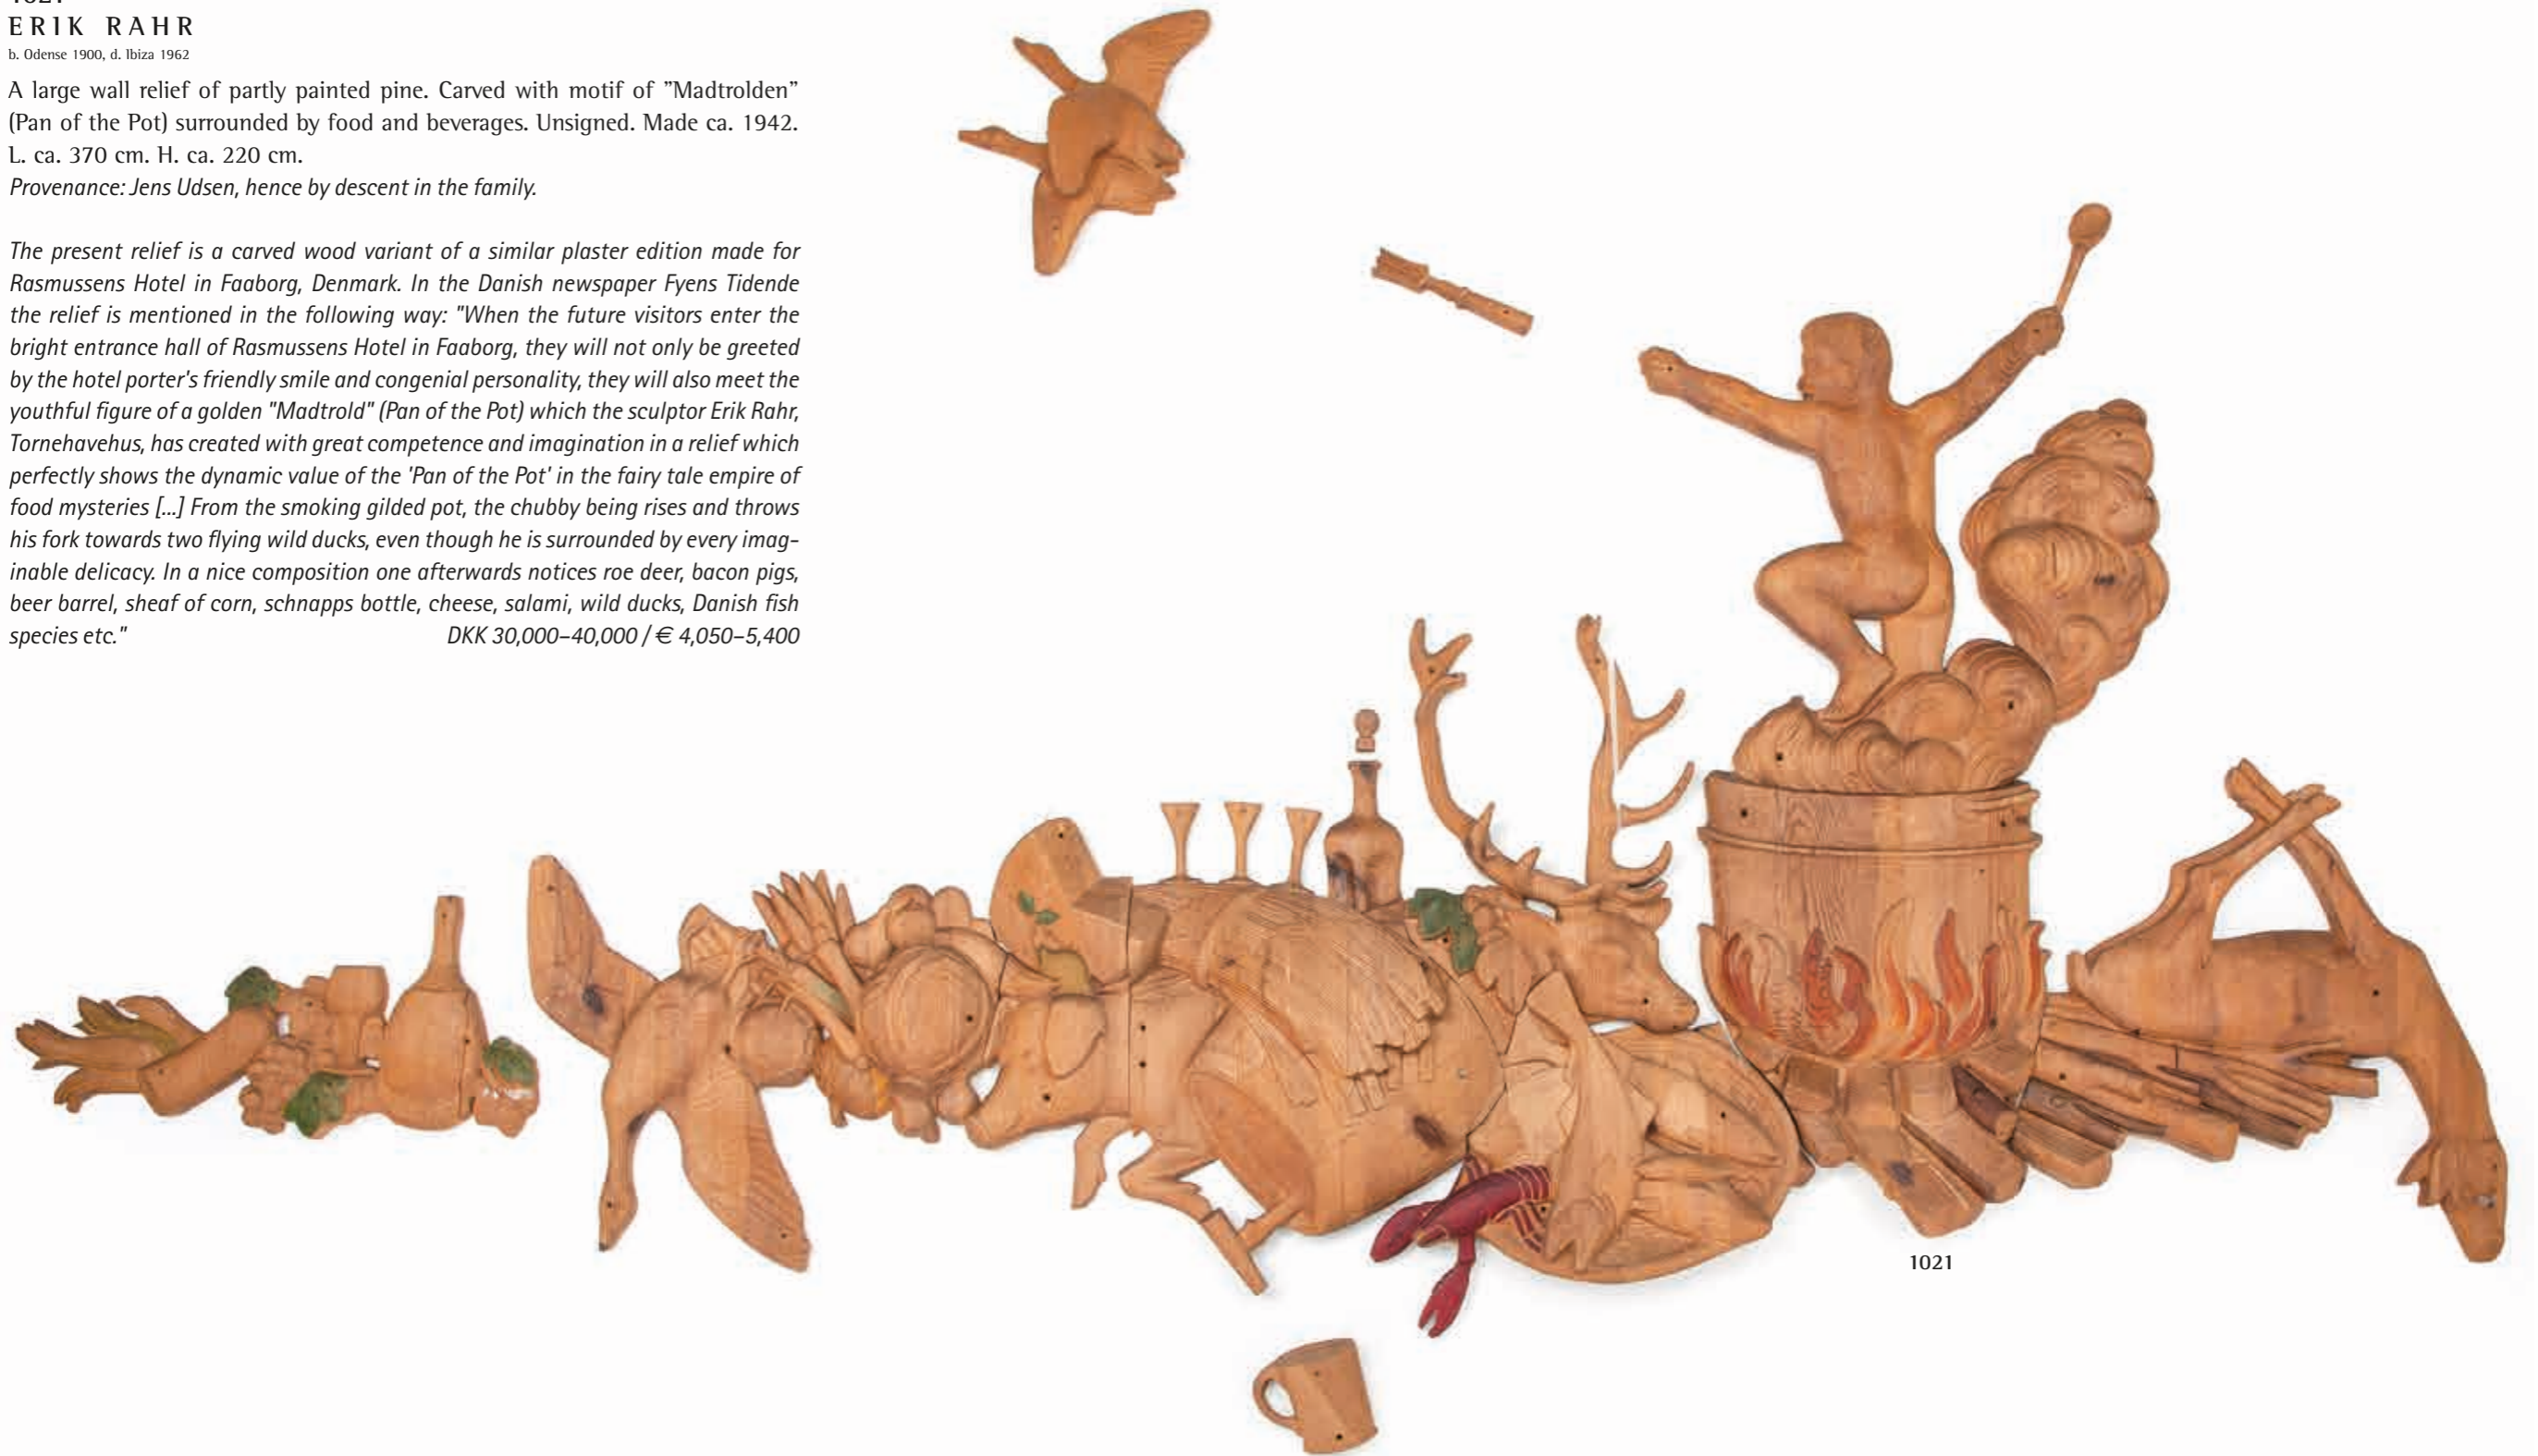 ERIK RAHR
b. Odense 1900, d. Ibiza 1962
A large wall relief of partly painted pine. Carved with motif of ”Madtrolden”
(Pan of the Pot) surrounded by food and beverages. Unsigned. Made ca. 1942.
L. ca. 370 cm. H. ca. 220 cm.
Provenance: Jens Udsen, hence by descent in the family.
The present relief is a carved wood variant of a similar plaster edition made for
Rasmussens Hotel in Faaborg, Denmark. In the Danish newspaper Fyens Tidende
the relief is mentioned in the following way: "When the future visitors enter the
bright entrance hall of Rasmussens Hotel in Faaborg, they will not only be greeted
by the hotel porter's friendly smile and congenial personality, they will also meet the
youthful figure of a golden "Madtrold" (Pan of the Pot) which the sculptor Erik Rahr,
Tornehavehus, has created with great competence and imagination in a relief which
perfectly shows the dynamic value of the 'Pan of the Pot' in the fairy tale empire of
food mysteries [...] From the smoking gilded pot, the chubby being rises and throws
his fork towards two flying wild ducks, even though he is surrounded by every imag-
inable delicacy. In a nice composition one afterwards notices roe deer, bacon pigs,
beer barrel, sheaf of corn, schnapps bottle, cheese, salami, wild ducks, Danish fish
species etc." DKK 30,000–40,000 / € 4,050–5,400
1021